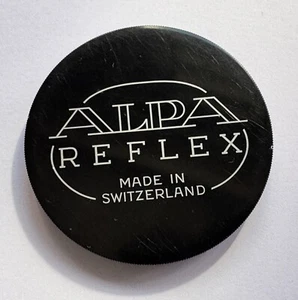 ALPA
REFLEX
MADE IN
SWITZERLAND